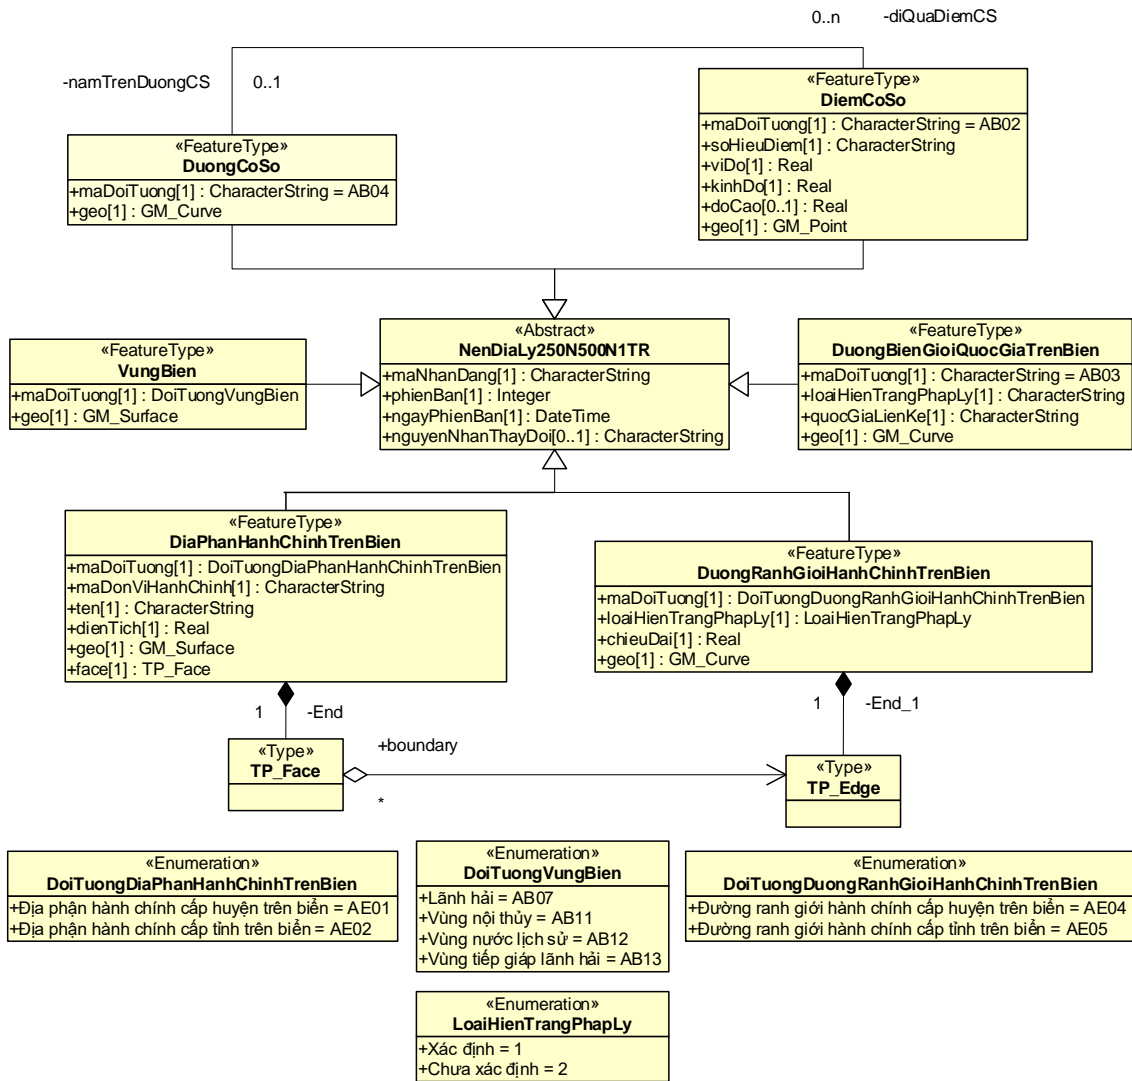 0..n -diQuaDiemCS
-namTrenDuongCS 0..1
«FeatureType»
DiemCoSo
+maDoiTuong[1] : CharacterString = AB02
+soHieuDiem[1] : CharacterString
+viDo[1] : Real
+kinhDo[1] : Real
+doCao[0..1] : Real
+geo[1] : GM_Point
«FeatureType»
DuongCoSo
+maDoiTuong[1] : CharacterString = AB04
+geo[1] : GM_Curve
«Abstract»
NenDiaLy250N500N1TR
+maNhanDang[1] : CharacterString
+phienBan[1] : Integer
+ngayPhienBan[1] : DateTime
+nguyenNhanThayDoi[0..1] : CharacterString
«FeatureType»
VungBien
+maDoiTuong[1] : DoiTuongVungBien
+geo[1] : GM_Surface
«FeatureType»
DuongBienGioiQuocGiaTrenBien
+maDoiTuong[1] : CharacterString = AB03
+loaiHienTrangPhapLy[1] : CharacterString
+quocGiaLienKe[1] : CharacterString
+geo[1] : GM_Curve
«FeatureType»
DiaPhanHanhChinhTrenBien
+maDoiTuong[1] : DoiTuongDiaPhanHanhChinhTrenBien
+maDonViHanhChinh[1] : CharacterString
+ten[1] : CharacterString
+dienTich[1] : Real
+geo[1] : GM_Surface
+face[1] : TP_Face
«FeatureType»
DuongRanhGioiHanhChinhTrenBien
+maDoiTuong[1] : DoiTuongDuongRanhGioiHanhChinhTrenBien
+loaiHienTrangPhapLy[1] : LoaiHienTrangPhapLy
+chieuDai[1] : Real
+geo[1] : GM_Curve
1 -End
1 -End_1
«Type»
TP_Face
+boundary
*
«Type»
TP_Edge
«Enumeration»
DoiTuongDiaPhanHanhChinhTrenBien
+Địa phận hành chính cấp huyện trên biển = AE01
+Địa phận hành chính cấp tỉnh trên biển = AE02
«Enumeration»
DoiTuongVungBien
+Lãnh hải = AB07
+Vùng nội thủy = AB11
+Vùng nước lịch sử = AB12
+Vùng tiếp giáp lãnh hải = AB13
«Enumeration»
DoiTuongDuongRanhGioiHanhChinhTrenBien
+Đường ranh giới hành chính cấp huyện trên biển = AE04
+Đường ranh giới hành chính cấp tỉnh trên biển = AE05
«Enumeration»
LoaiHienTrangPhapLy
+Xác định = 1
+Chưa xác định = 2